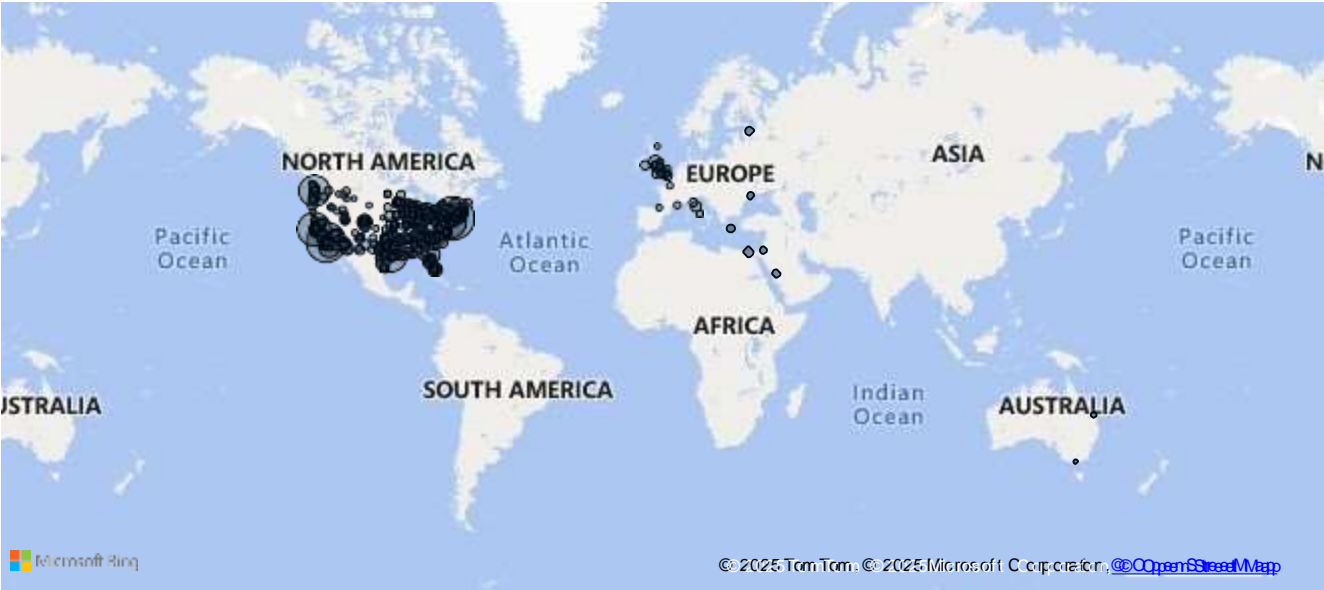 NORTH AMERICA
EUROPE
ASIA
N
Pacific
Ocean
Atlantic
Ocean
Pacific
Ocean
AFRICA
SOUTH AMERICA
Indian
Ocean
USTRALIA
AUSTRALIA
Microsoft Bing
© 2025 TomTom, © 2025 Microsoft Corporation, © OpenStreetMap